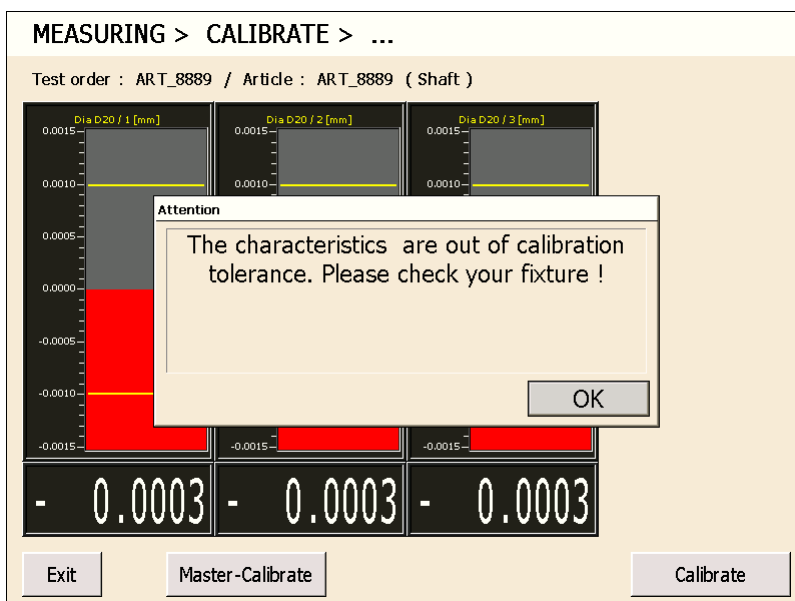 MEASURING > CALIBRATE > ...
Test order : ART_8889 / Article : ART_8889 ( Shaft )
Dia D20 / 1 [mm]
0.0015
0.0010
0.0005
0.0000
-0.0005
-0.0010
-0.0015
- 0.0003
Dia D20 / 2 [mm]
0.0015
0.0010
-0.0015
- 0.0003
Dia D20 / 3 [mm]
0.0015
0.0010
-0.0015
- 0.0003
Attention
The characteristics are out of calibration
tolerance. Please check your fixture !
OK
Exit
Master-Calibrate
Calibrate